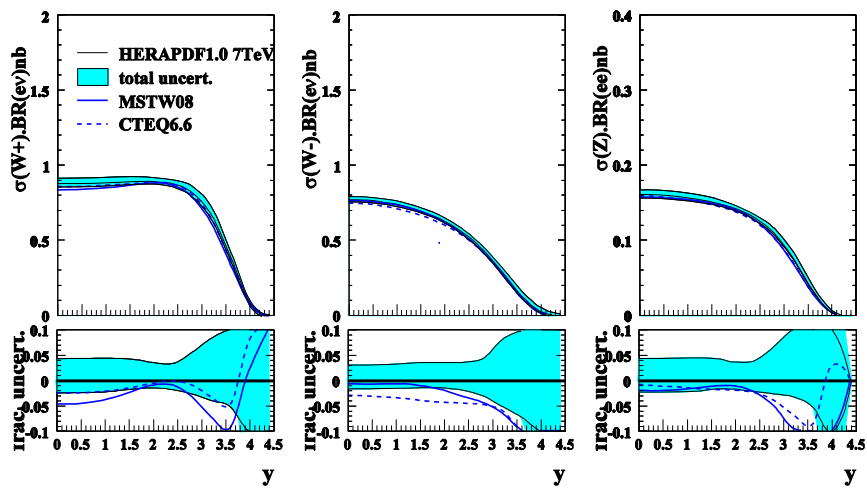 σ(W+).BR(eν)nb
2
1.5
1
0.5
0
HERAPDF1.0 7TeV
total uncert.
MSTW08
CTEQ6.6
σ(W-).BR(eν)nb
2
1.5
1
0.5
0
σ(Z).BR(ee)nb
0.4
0.3
0.2
0.1
0
frac. uncert.
0.1
0.05
0
-0.05
-0.1
0 0.5 1 1.5 2 2.5 3 3.5 4 4.5
y
frac. uncert.
0.1
0.05
0
-0.05
-0.1
0 0.5 1 1.5 2 2.5 3 3.5 4 4.5
y
frac. uncert.
0.1
0.05
0
-0.05
-0.1
0 0.5 1 1.5 2 2.5 3 3.5 4 4.5
y